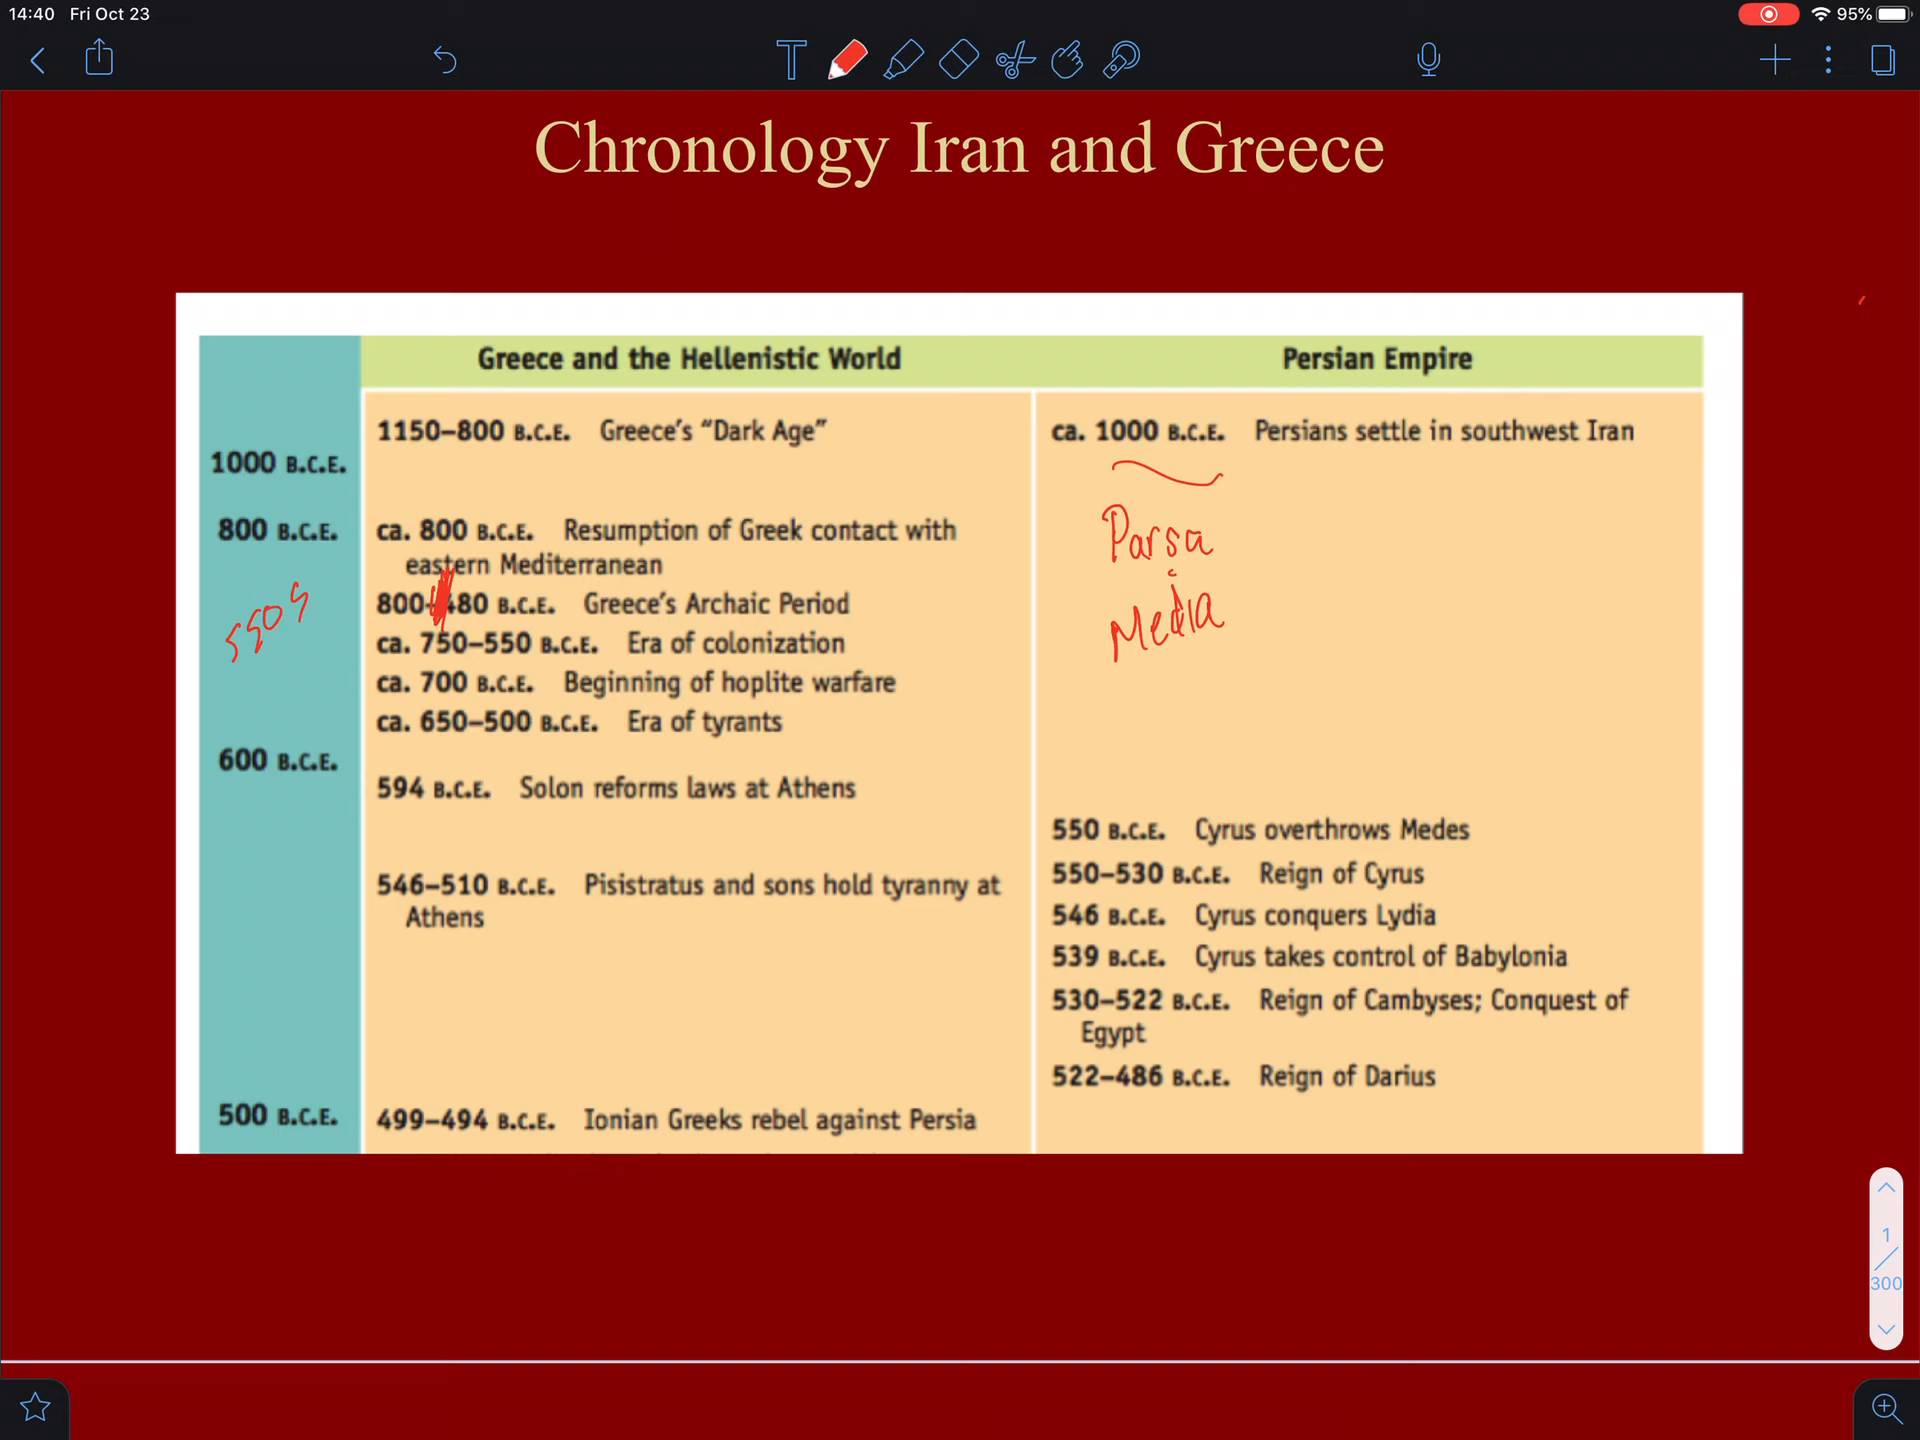 14:40 Fri Oct 23
95%
Chronology Iran and Greece
Greece and the Hellenistic World
Persian Empire
1000 B.C.E.
1150–800 B.C.E. Greece's "Dark Age"
ca. 1000 B.C.E. Persians settle in southwest Iran
Parsa
Media
800 B.C.E.
550s
ca. 800 B.C.E. Resumption of Greek contact with
eastern Mediterranean
800–480 B.C.E. Greece's Archaic Period
ca. 750–550 B.C.E. Era of colonization
ca. 700 B.C.E. Beginning of hoplite warfare
ca. 650–500 B.C.E. Era of tyrants
600 B.C.E.
594 B.C.E. Solon reforms laws at Athens
546–510 B.C.E. Pisistratus and sons hold tyranny at
Athens
550 B.C.E. Cyrus overthrows Medes
550–530 B.C.E. Reign of Cyrus
546 B.C.E. Cyrus conquers Lydia
539 B.C.E. Cyrus takes control of Babylonia
530–522 B.C.E. Reign of Cambyses; Conquest of
Egypt
522–486 B.C.E. Reign of Darius
500 B.C.E.
499–494 B.C.E. Ionian Greeks rebel against Persia
1
300